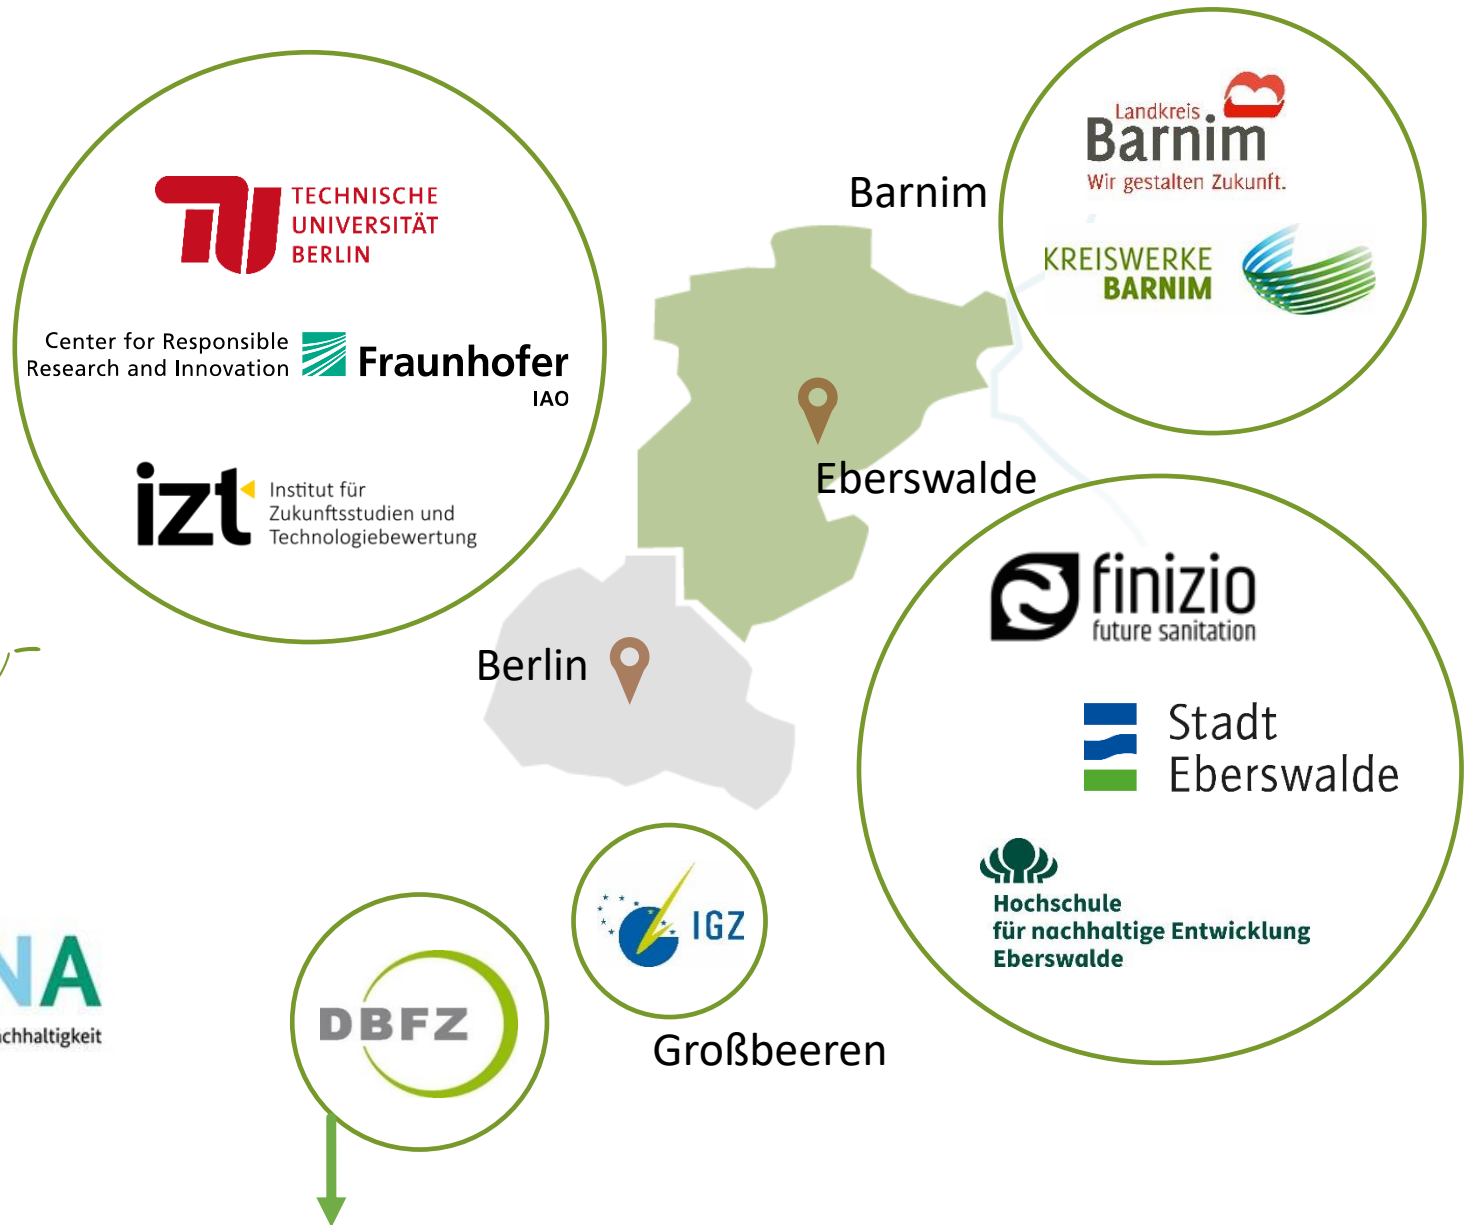 Landkreis
Barnim
Wir gestalten Zukunft.
KREISWERKE
BARNIM
Barnim
TECHNISCHE
UNIVERSITÄT
BERLIN
Center for Responsible
Research and Innovation
Fraunhofer
IAO
izt
Institut für
Zukunftsstudien und
Technologiebewertung
Eberswalde
finizio
future sanitation
Stadt
Eberswalde
Hochschule
für nachhaltige Entwicklung
Eberswalde
Berlin
IGZ
Großbeeren
DBFZ
NA
chhaltigkeit